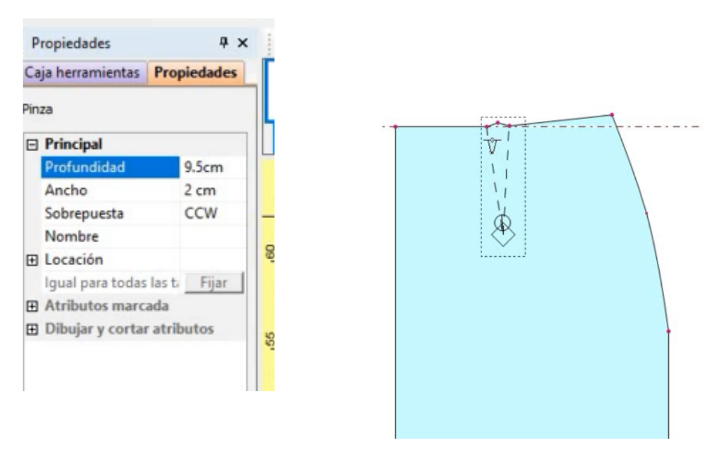 Propiedades
Caja herramientas Propiedades
Pinza
Principal
Profundidad 9.5cm
Ancho 2 cm
Sobrepuesta CCW
Nombre
Locación
Igual para todas las ta Fijar
Atributos marcada
Dibujar y cortar atributos
60
55